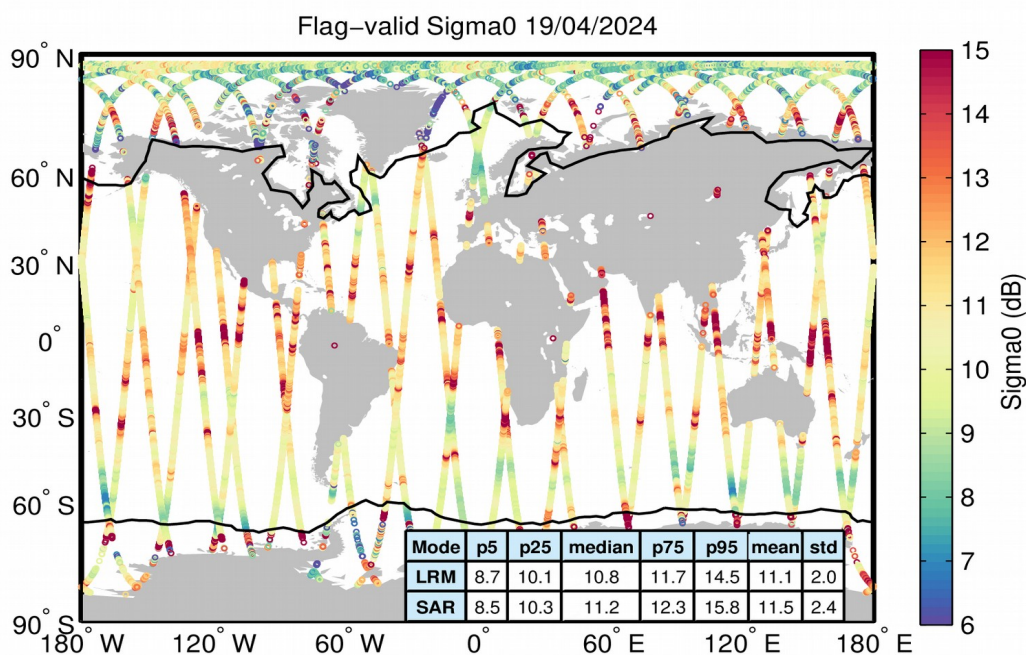 Flag−valid Sigma0 19/04/2024
90° N
60° N
30° N
0°
30° S
60° S
90° S
180° W
120° W
60° W
0°
60° E
120° E
180° E
Mode p5 p25 median p75 p95 mean std
LRM 8.7 10.1 10.8 11.7 14.5 11.1 2.0
SAR 8.5 10.3 11.2 12.3 15.8 11.5 2.4
15
14
13
12
11
10
9
8
7
6
Sigma0 (dB)